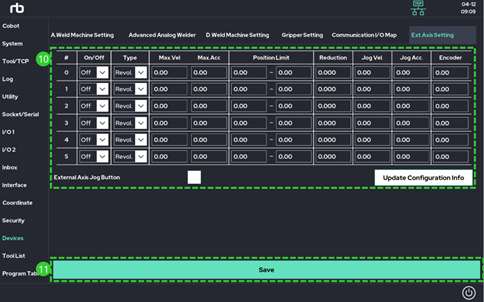 rb
04-12
09:09
Cobot
System
Tool/TCP
Log
Utility
Socket/Serial
I/O 1
I/O 2
Inbox
Interface
Coordinate
Security
Devices
Tool List
Program Table
A.Weld Machine Setting Advanced Analog Welder D.Weld Machine Setting Gripper Setting Communication I/O Map Ext.Axis Setting
10
# On/Off Type Max.Vel Max.Acc Position.Limit Reduction Jog Vel. Jog Acc. Encoder
0 Off Revol. 0.00 0.00 0.00 ~ 0.00 0.000 0.00 0.00 0.00
1 Off Revol. 0.00 0.00 0.00 ~ 0.00 0.000 0.00 0.00 0.00
2 Off Revol. 0.00 0.00 0.00 ~ 0.00 0.000 0.00 0.00 0.00
3 Off Revol. 0.00 0.00 0.00 ~ 0.00 0.000 0.00 0.00 0.00
4 Off Revol. 0.00 0.00 0.00 ~ 0.00 0.000 0.00 0.00 0.00
5 Off Revol. 0.00 0.00 0.00 ~ 0.00 0.000 0.00 0.00 0.00
External Axis Jog Button Update Configuration Info
11
Save